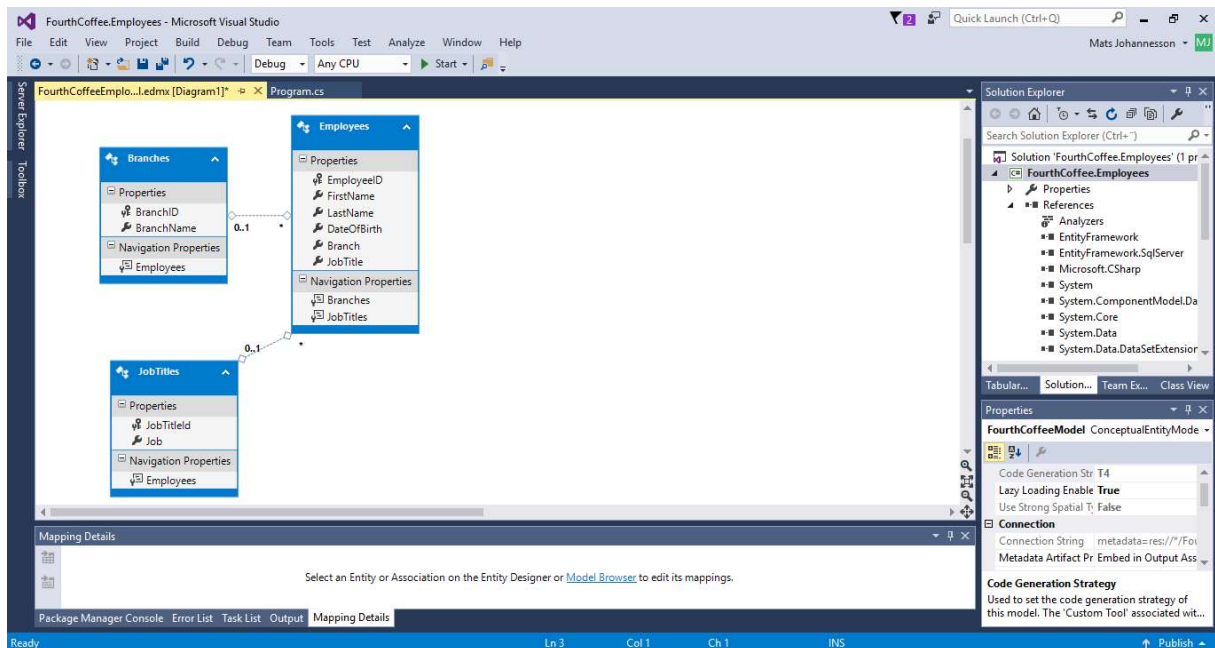 FourthCoffee.Employees - Microsoft Visual Studio
2
Quick Launch (Ctrl+Q)
File Edit View Project Build Debug Team Tools Test Analyze Window Help
Mats Johannesson
MJ
Debug Any CPU Start
Server Explorer
Toolbox
FourthCoffeeEmplo...l.edmx [Diagram1]*
Program.cs
Branches
Properties
BranchID
BranchName
Navigation Properties
Employees
0..1
*
Employees
Properties
EmployeeID
FirstName
LastName
DateOfBirth
Branch
JobTitle
Navigation Properties
Branches
JobTitles
0..1
*
JobTitles
Properties
JobTitleId
Job
Navigation Properties
Employees
Mapping Details
Select an Entity or Association on the Entity Designer or Model Browser to edit its mappings.
Package Manager Console Error List Task List Output Mapping Details
Solution Explorer
Search Solution Explorer (Ctrl+¨)
Solution 'FourthCoffee.Employees' (1 pr
FourthCoffee.Employees
Properties
References
Analyzers
EntityFramework
EntityFramework.SqlServer
Microsoft.CSharp
System
System.ComponentModel.Da
System.Core
System.Data
System.Data.DataSetExtension
Tabular... Solution... Team Ex... Class View
Properties
FourthCoffeeModel ConceptualEntityMode
Code Generation Str T4
Lazy Loading Enable True
Use Strong Spatial Ty False
Connection
Connection String metadata=res://*/Fou
Metadata Artifact Pr Embed in Output Ass
Code Generation Strategy
Used to set the code generation strategy of
this model. The 'Custom Tool' associated wit...
Ready Ln 3 Col 1 Ch 1 INS Publish